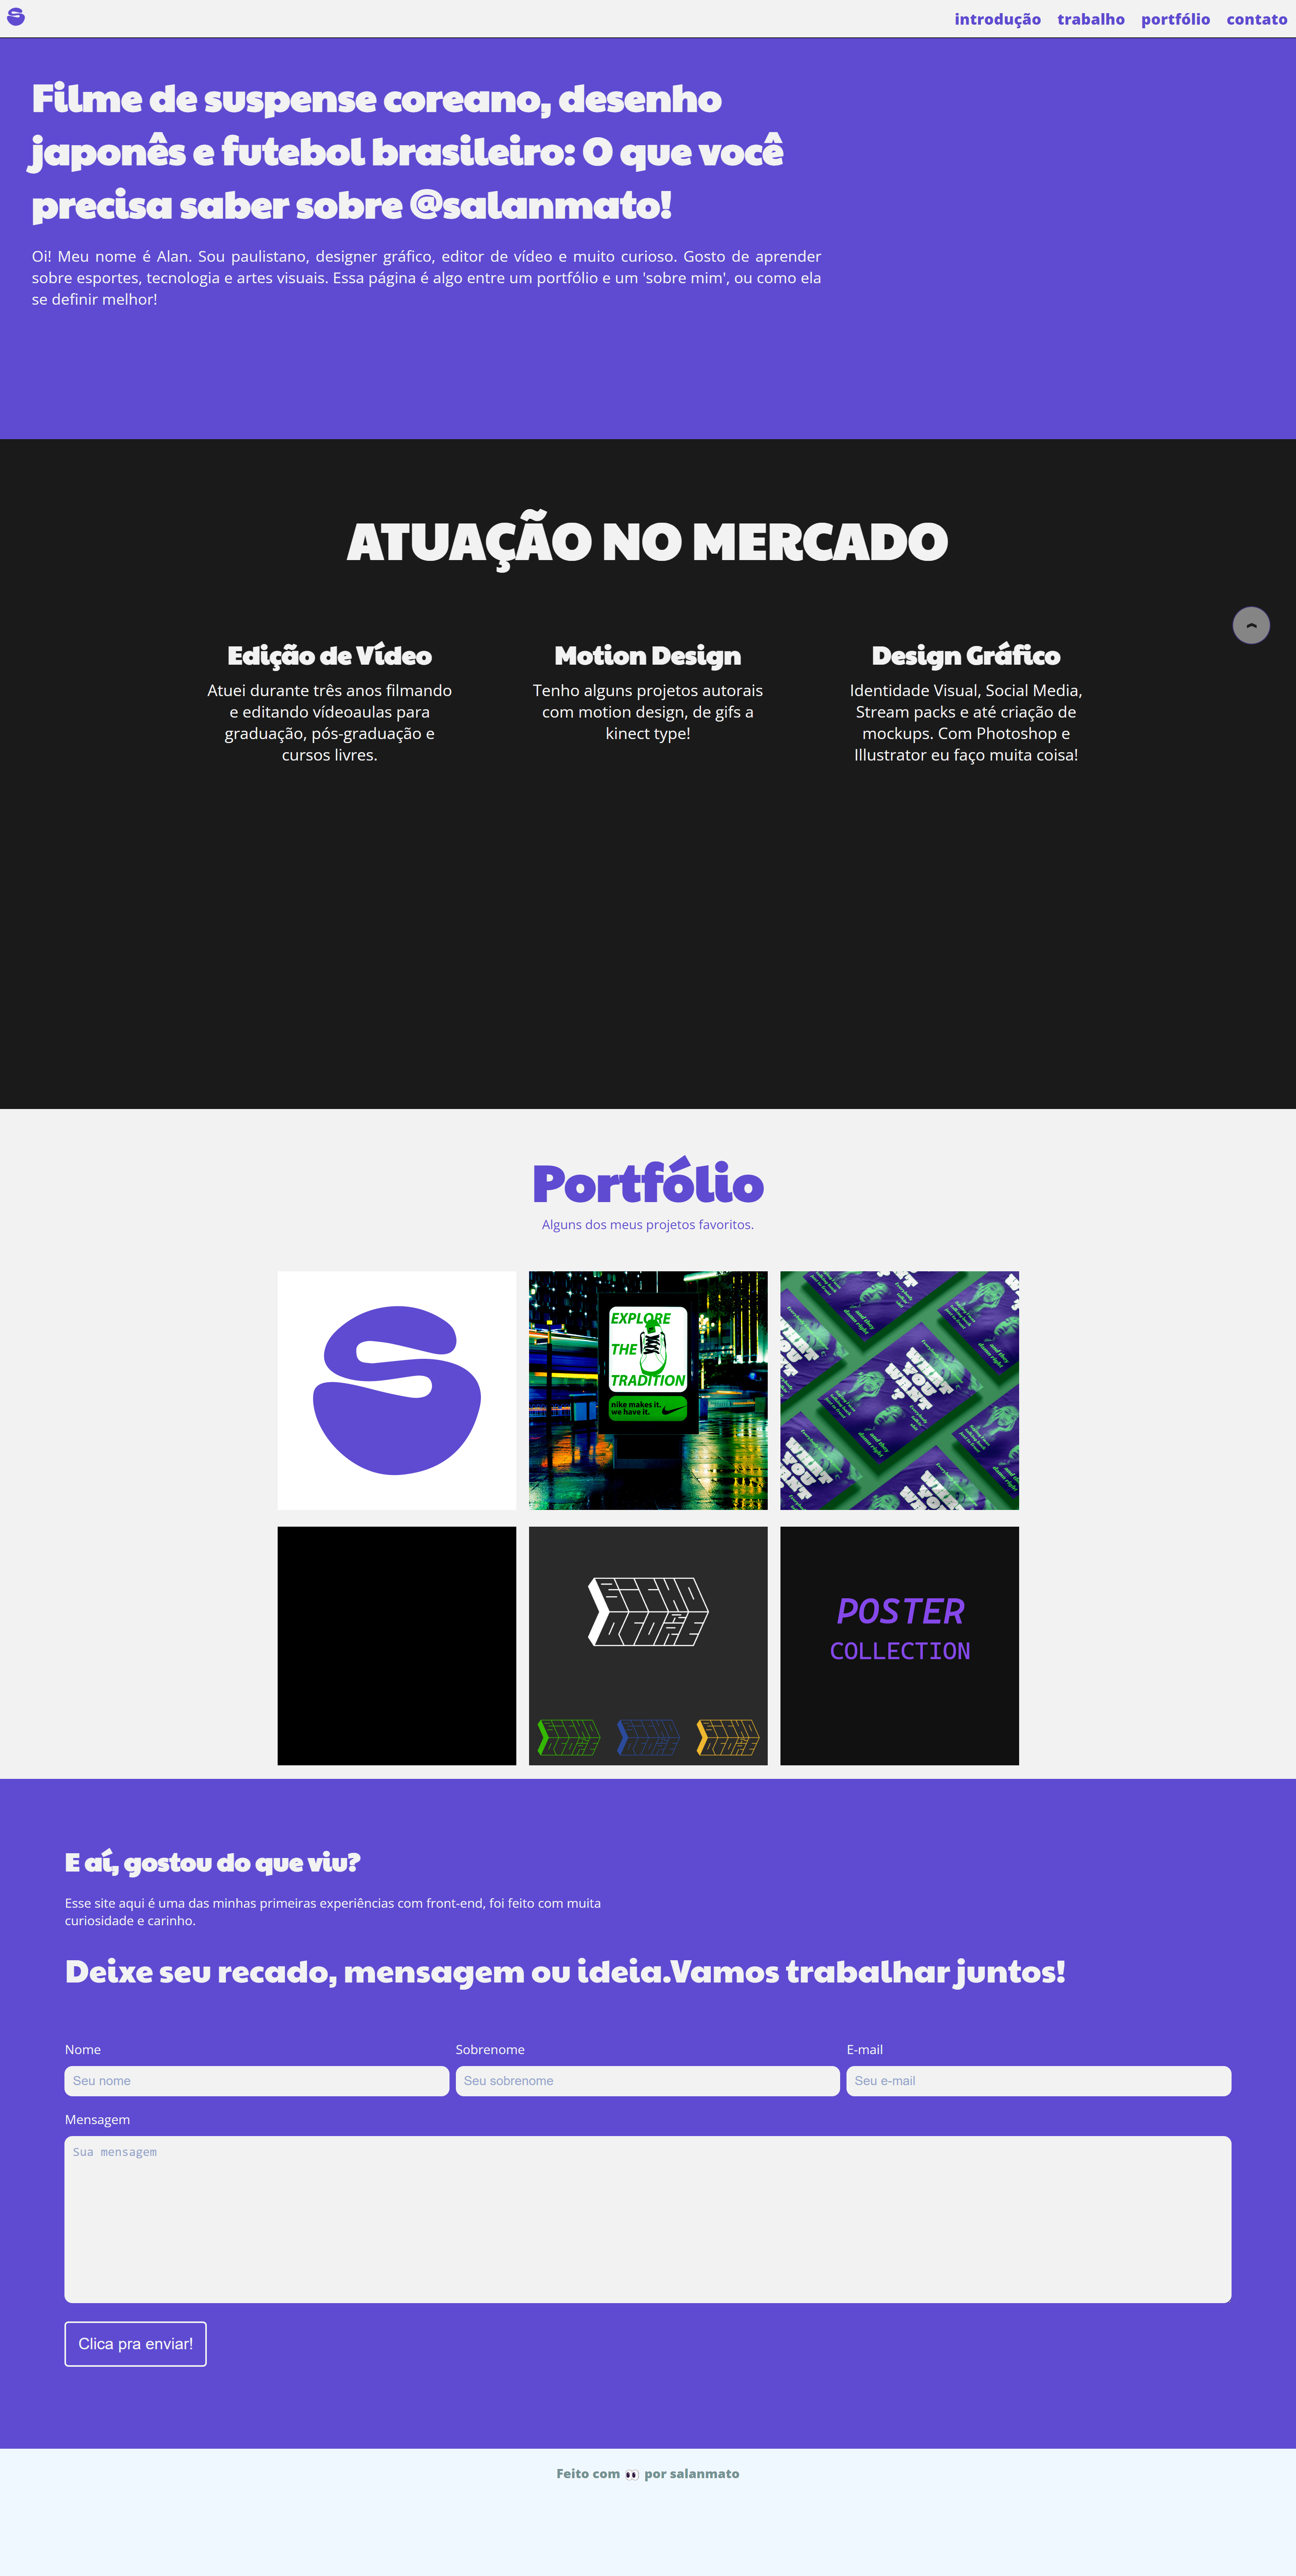 introdução trabalho portfólio contato
Filme de suspense coreano, desenho
japonês e futebol brasileiro: O que você
precisa saber sobre @salanmato!
Oi! Meu nome é Alan. Sou paulistano, designer gráfico, editor de vídeo e muito curioso. Gosto de aprender
sobre esportes, tecnologia e artes visuais. Essa página é algo entre um portfólio e um 'sobre mim', ou como ela
se definir melhor!
ATUAÇÃO NO MERCADO
Edição de Vídeo
Atuei durante três anos filmando
e editando vídeoaulas para
graduação, pós-graduação e
cursos livres.
Motion Design
Tenho alguns projetos autorais
com motion design, de gifs a
kinect type!
Design Gráfico
Identidade Visual, Social Media,
Stream packs e até criação de
mockups. Com Photoshop e
Illustrator eu faço muita coisa!
Portfólio
Alguns dos meus projetos favoritos.
EXPLORE
THE
TRADITION
nike makes it.
we have it.
WHAT
YOU
WANT
?
and they
damn right
POSTER
COLLECTION
E aí, gostou do que viu?
Esse site aqui é uma das minhas primeiras experiências com front-end, foi feito com muita
curiosidade e carinho.
Deixe seu recado, mensagem ou ideia.Vamos trabalhar juntos!
Nome
Seu nome
Sobrenome
Seu sobrenome
E-mail
Seu e-mail
Mensagem
Sua mensagem
Clica pra enviar!
Feito com 👀 por salanmato